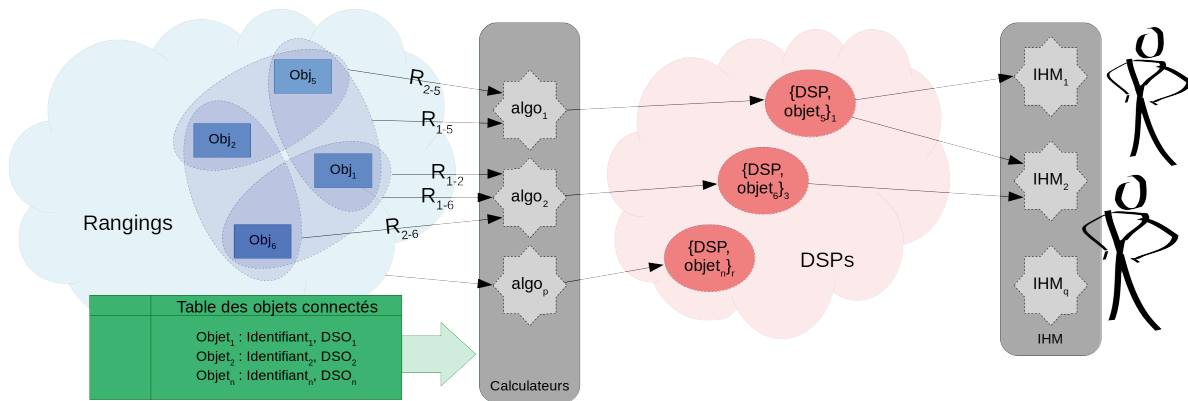 Rangings
Obj5
Obj2
Obj1
Obj6
R2-5
R1-5
R1-2
R1-6
R2-6
Table des objets connectés
Objet1 : Identifiant1, DSO1
Objet2 : Identifiant2, DSO2
Objetn : Identifiantn, DSOn
algo1
algo2
algop
Calculateurs
{DSP,
objet5}1
{DSP,
objet6}3
{DSP,
objetn}r
DSPs
IHM1
IHM2
IHMq
IHM